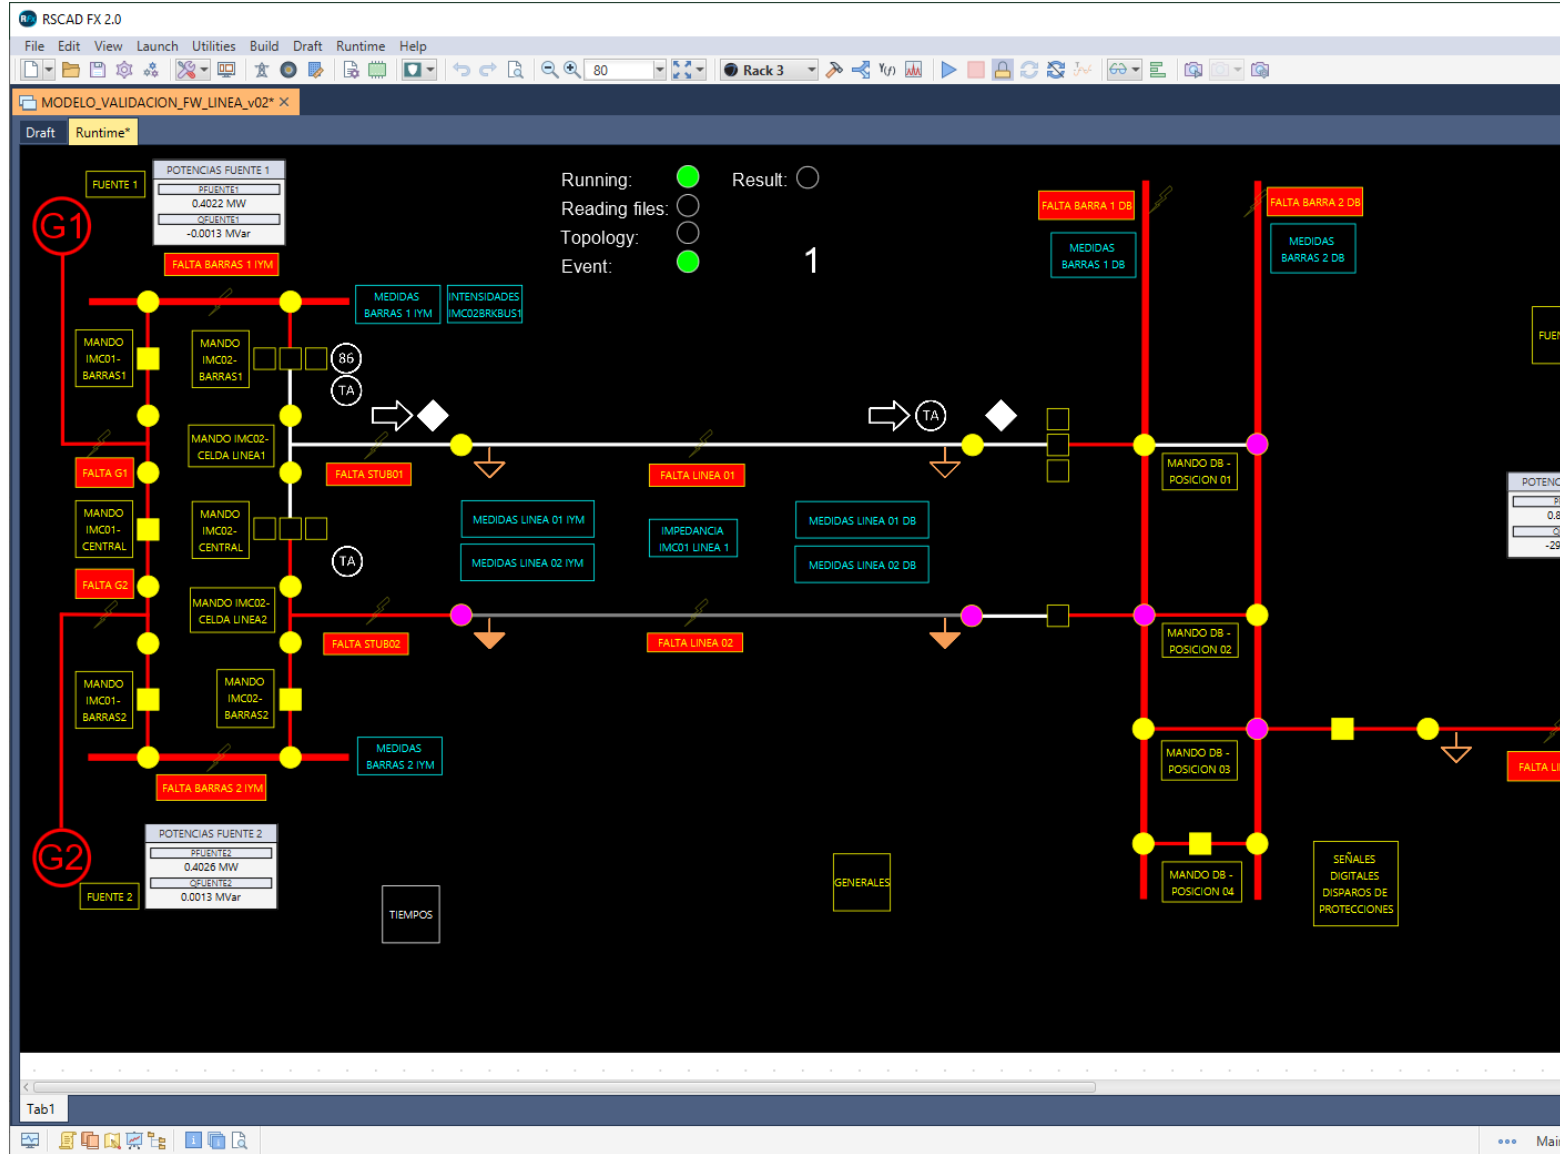 RSCAD FX 2.0
File Edit View Launch Utilities Build Draft Runtime Help
80
Rack 3
MODELO_VALIDACION_FW_LINEA_v02*
Draft
Runtime*
FUENTE 1
POTENCIAS FUENTE 1
PFUENTE1
0.4022 MW
QFUENTE1
-0.0013 MVar
G1
FALTA BARRAS 1 IYM
Running:
Result:
Reading files:
Topology:
Event:
1
FALTA BARRA 1 DB
FALTA BARRA 2 DB
MEDIDAS
BARRAS 1 DB
MEDIDAS
BARRAS 2 DB
MEDIDAS
BARRAS 1 IYM
INTENSIDADES
IMC02BRKBUS1
MANDO
IMC01-
BARRAS1
MANDO
IMC02-
BARRAS1
86
TA
TA
MANDO IMC02-
CELDA LINEA1
FALTA G1
FALTA STUB01
FALTA LINEA 01
MANDO DB -
POSICION 01
MANDO
IMC01-
CENTRAL
MANDO
IMC02-
CENTRAL
MEDIDAS LINEA 01 IYM
IMPEDANCIA
IMC01 LINEA 1
MEDIDAS LINEA 01 DB
MEDIDAS LINEA 02 IYM
MEDIDAS LINEA 02 DB
TA
FALTA G2
MANDO IMC02-
CELDA LINEA2
FALTA STUB02
FALTA LINEA 02
MANDO DB -
POSICION 02
MANDO
IMC01-
BARRAS2
MANDO
IMC02-
BARRAS2
MEDIDAS
BARRAS 2 IYM
MANDO DB -
POSICION 03
FALTA BARRAS 2 IYM
POTENCIAS FUENTE 2
PFUENTE2
0.4026 MW
QFUENTE2
0.0013 MVar
G2
FUENTE 2
TIEMPOS
GENERALES
MANDO DB -
POSICION 04
SEÑALES
DIGITALES
DISPAROS DE
PROTECCIONES
Tab1